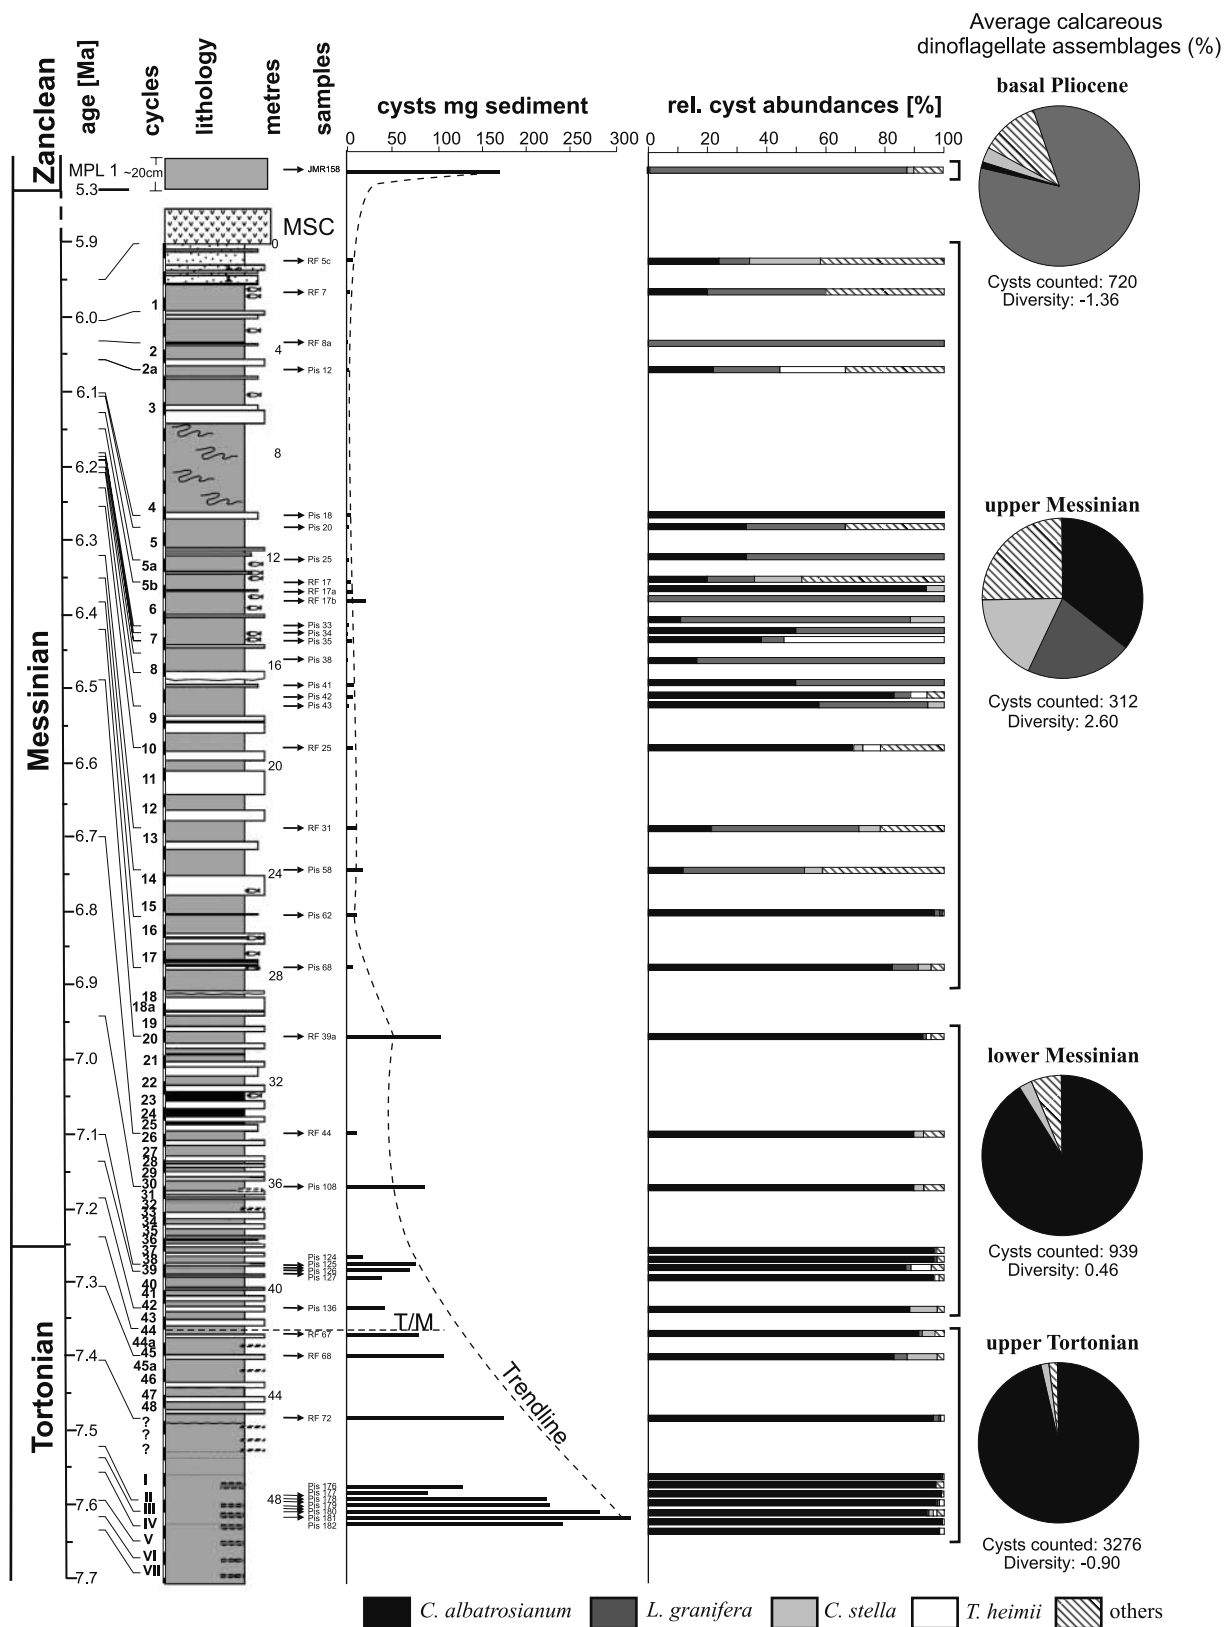 Average calcareous
dinoflagellate assemblages (%)
Zanclean
age [Ma]
cycles
lithology
metres
samples
cysts mg sediment
rel. cyst abundances [%]
basal Pliocene
0 50 100 150 200 250 300
0 20 40 60 80 100
MPL 1 ~20cm
JMR158
5.3
MSC
0
5.9
RF 5c
Cysts counted: 720
Diversity: -1.36
RF 7
1
6.0
RF 8a
2
4
2a
Pis 12
6.1
3
8
6.2
upper Messinian
4
Pis 18
Pis 20
6.3
5
12
5a
Pis 25
5b
RF 17
RF 17a
RF 17b
6
6.4
Pis 33
Pis 34
7
Pis 35
Messinian
8
16
Pis 38
6.5
Pis 41
Pis 42
Pis 43
Cysts counted: 312
Diversity: 2.60
9
10
RF 25
6.6
20
11
12
RF 31
6.7
13
24
Pis 58
14
15
6.8
Pis 62
16
17
Pis 68
28
6.9
18
18a
19
20
RF 39a
7.0
21
lower Messinian
22
32
23
24
25
26
RF 44
7.1
27
28
29
30
36
Pis 108
31
32
33
7.2
34
35
36
37
38
Pis 124
Pis 125
39
Pis 126
Pis 127
Cysts counted: 939
Diversity: 0.46
7.3
40
40
41
42
Pis 136
43
T/M
44
RF 67
44a
45
RF 68
7.4
45a
46
upper Tortonian
47
44
48
Trendline
?
RF 72
?
7.5
?
Tortonian
I
Pis 176
Pis 177
II
48
Pis 178
III
Pis 179
7.6
Pis 180
IV
Pis 181
Pis 182
V
VI
Cysts counted: 3276
Diversity: -0.90
VII
7.7
C. albatrosianum
L. granifera
C. stella
T. heimii
others